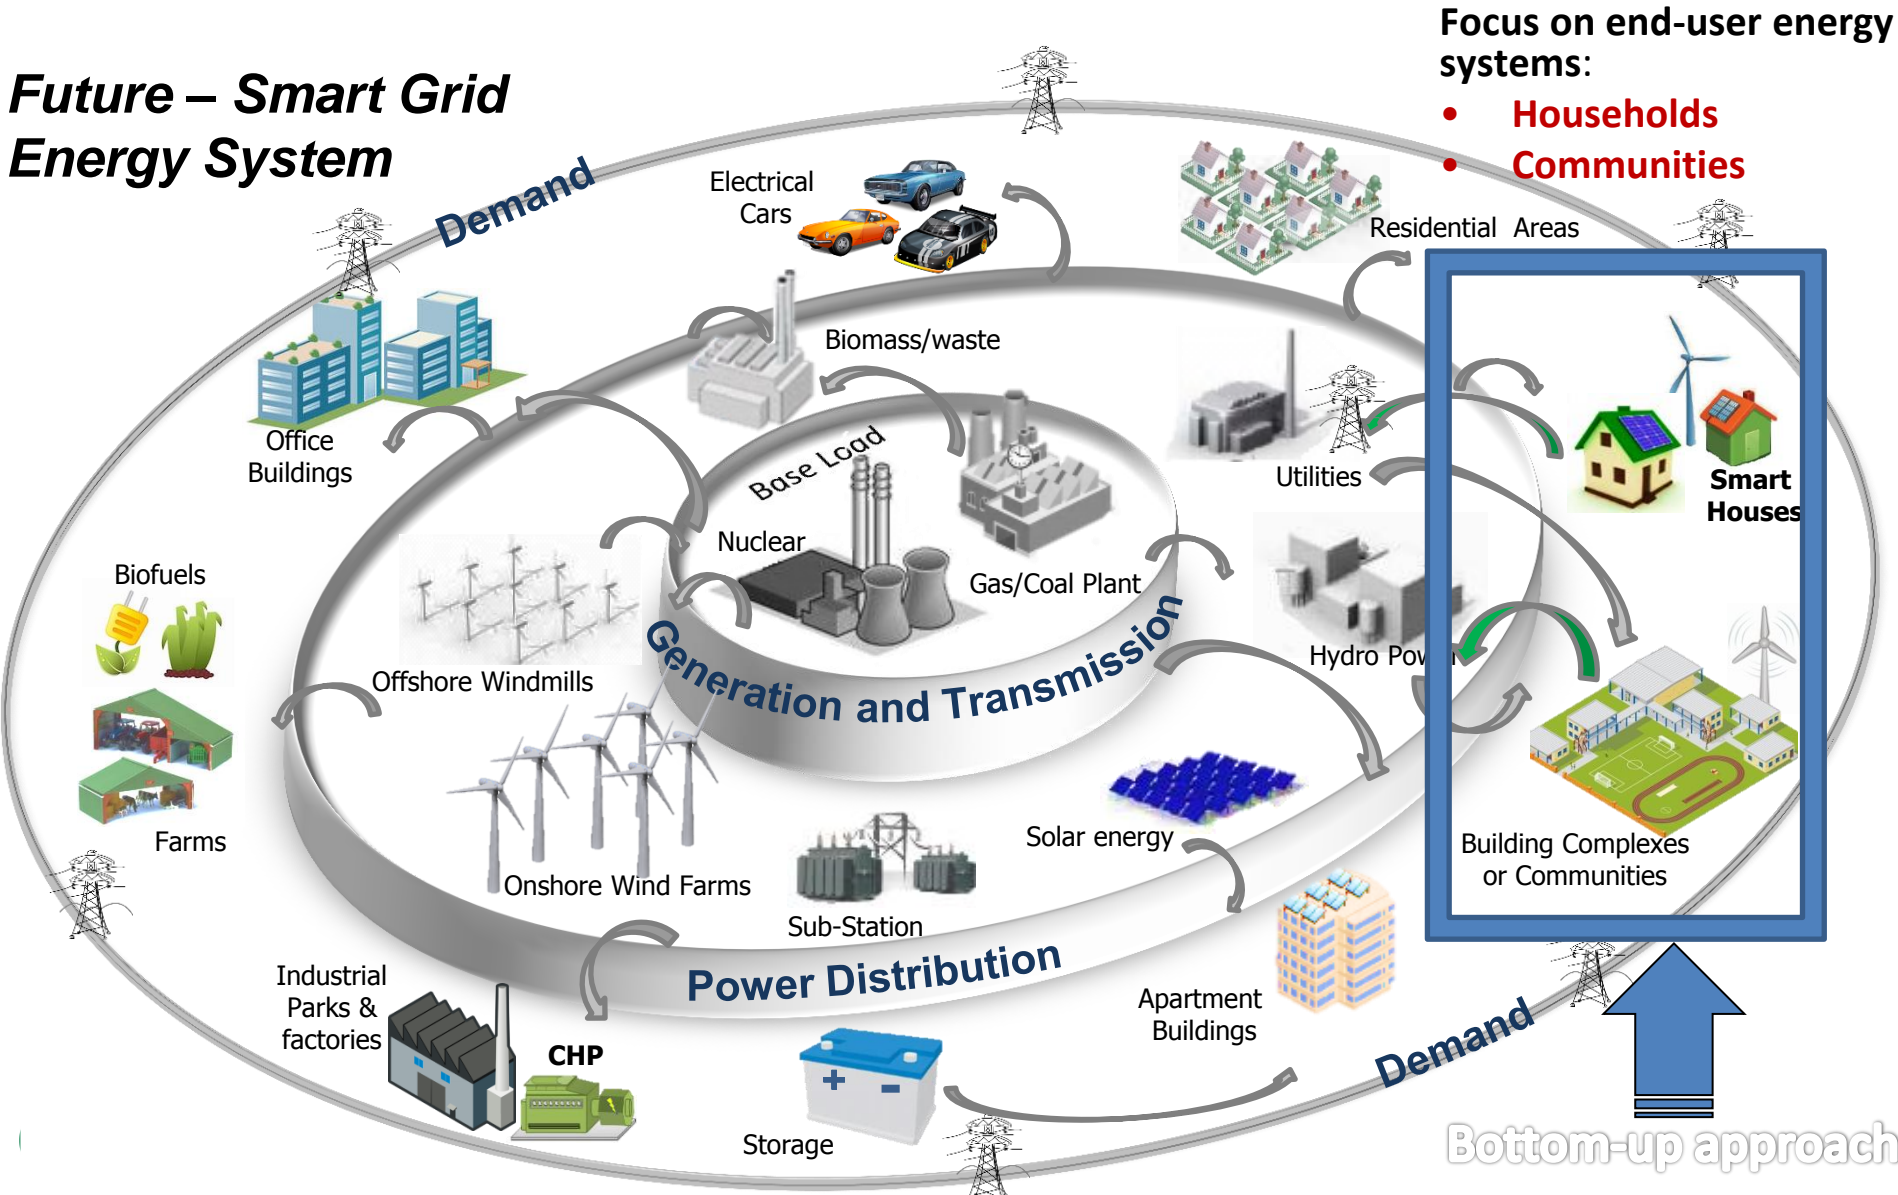 Future – Smart Grid
Energy System
Focus on end-user energy
systems:
• Households
• Communities
Demand
Electrical
Cars
Residential Areas
Biomass/waste
Office
Buildings
Base Load
Utilities
Smart
Houses
Nuclear
Gas/Coal Plant
Biofuels
Offshore Windmills
Generation and Transmission
Hydro Power
Farms
Onshore Wind Farms
Solar energy
Sub-Station
Building Complexes
or Communities
Power Distribution
Industrial
Parks &
factories
CHP
Apartment
Buildings
Storage
+ -
Demand
Bottom-up approach